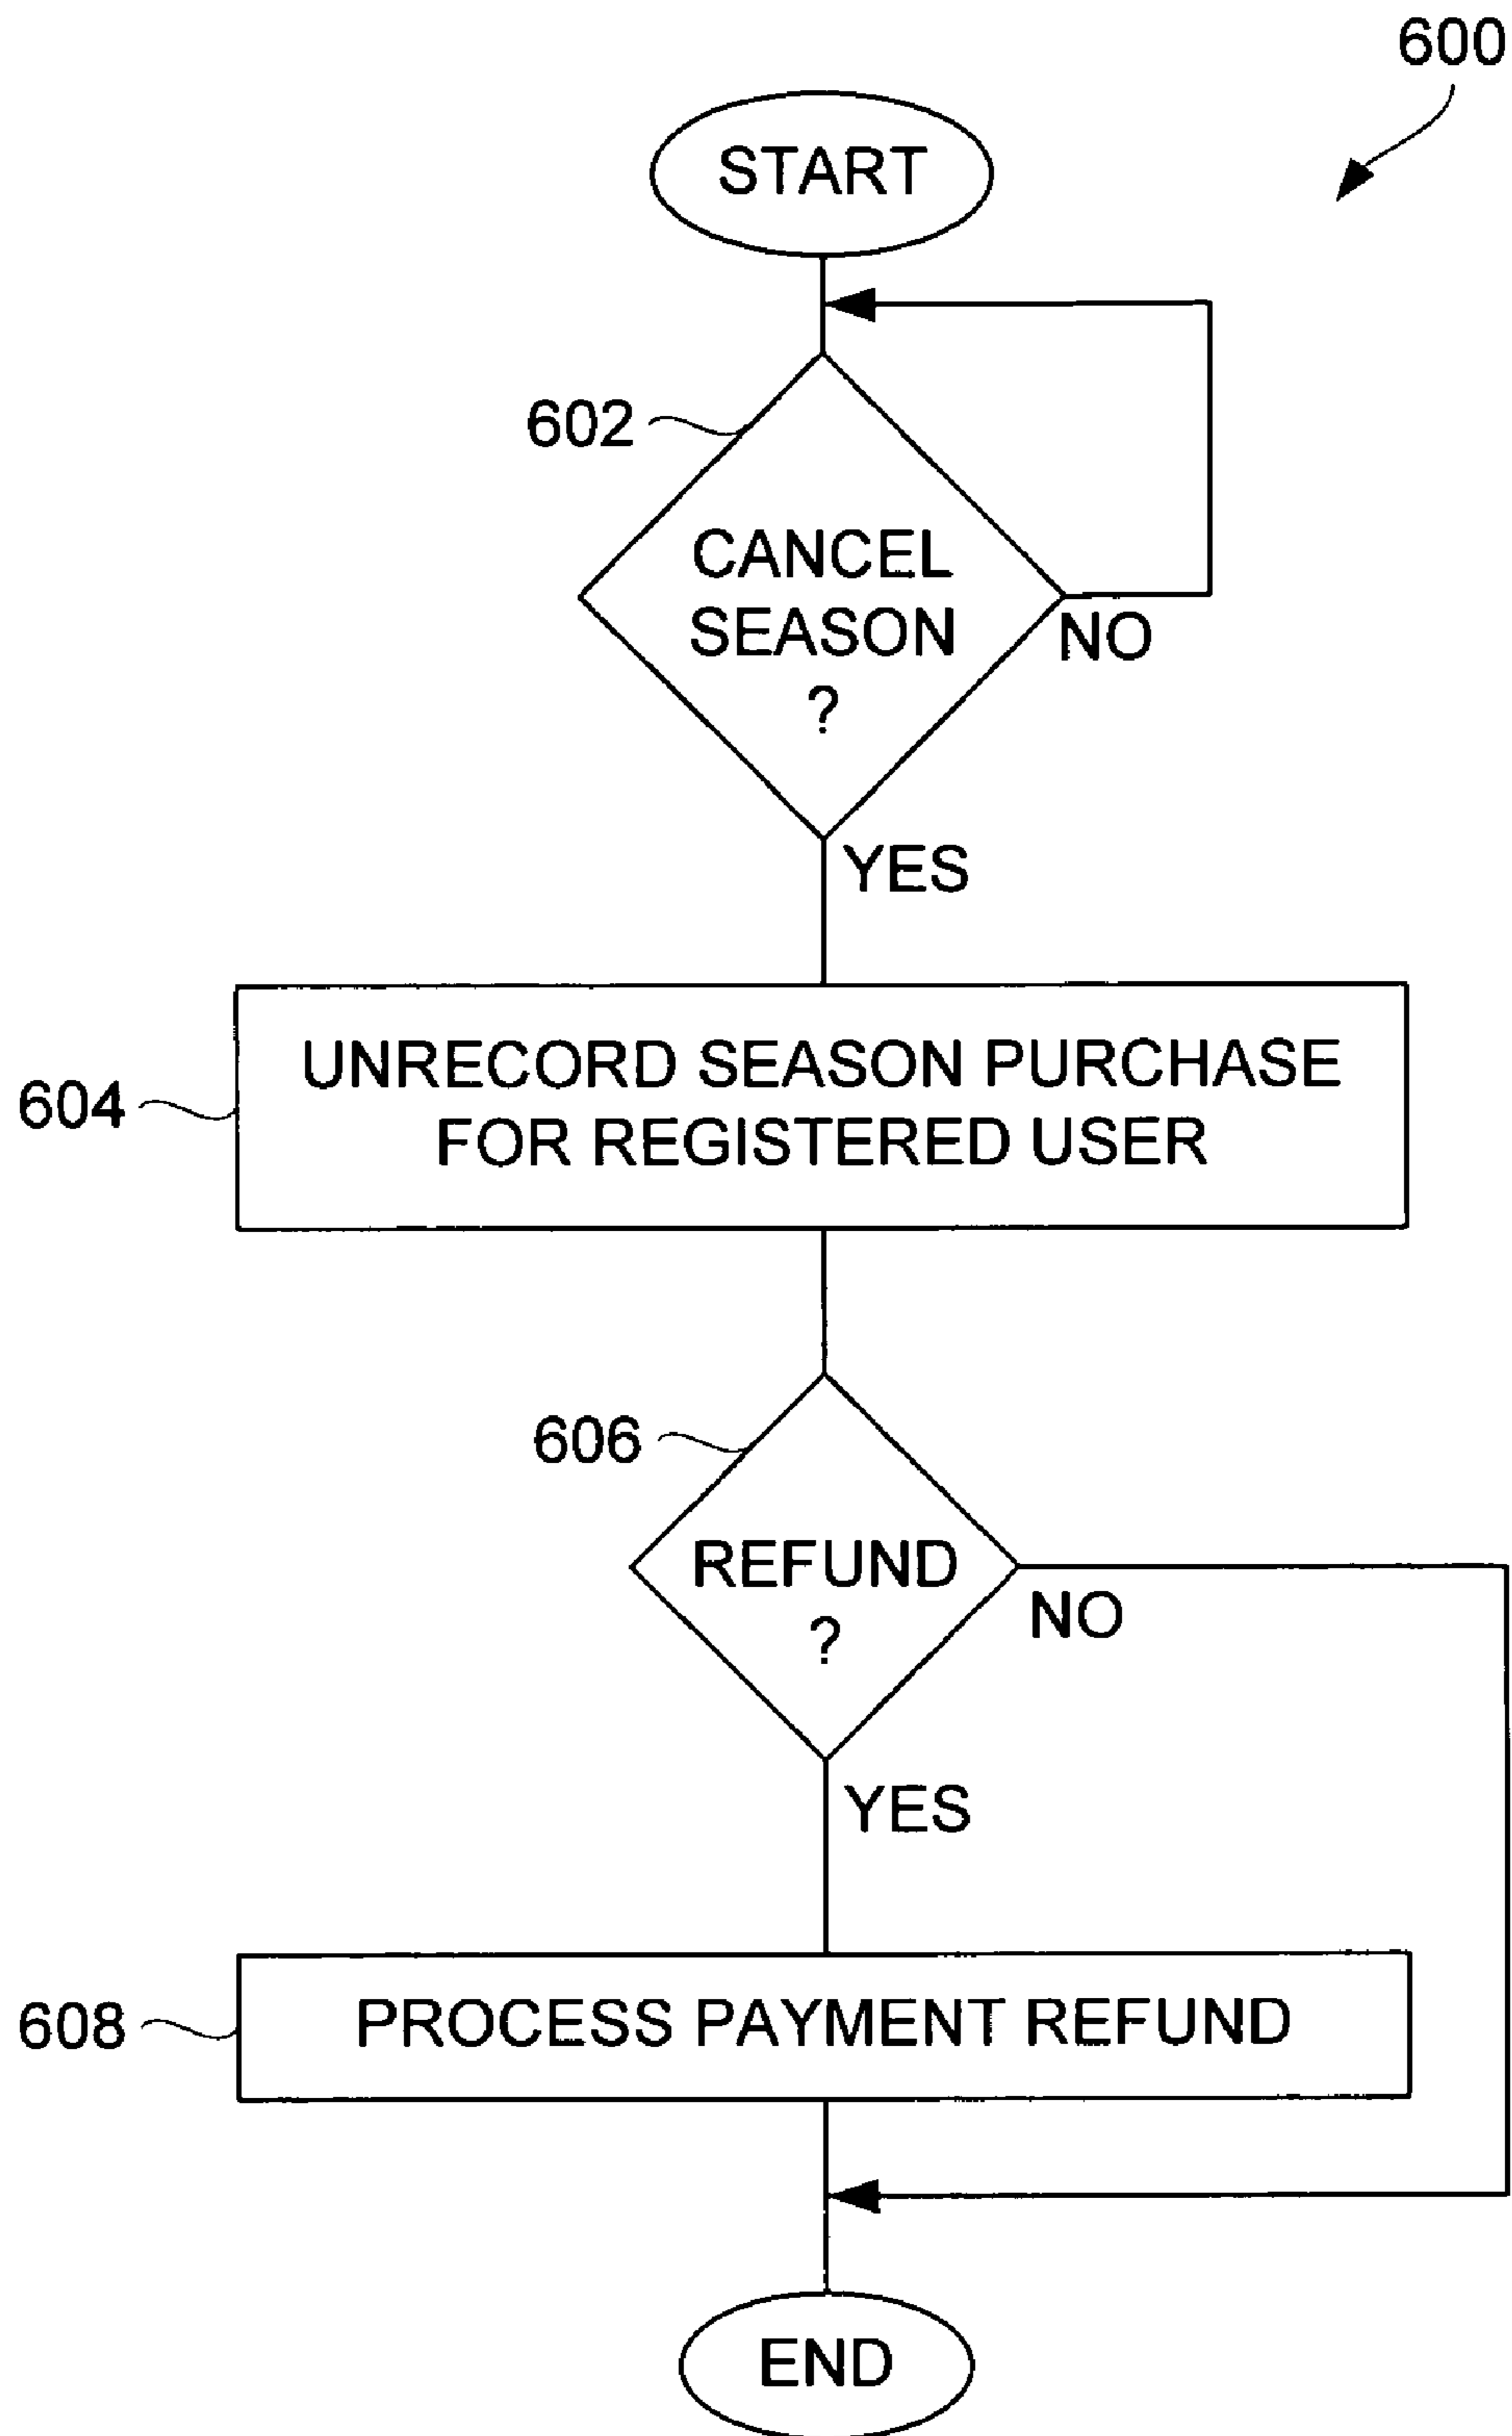 600
START
602
CANCEL
SEASON
?
NO
YES
604
UNRECORD SEASON PURCHASE
FOR REGISTERED USER
606
REFUND
?
NO
YES
608
PROCESS PAYMENT REFUND
END